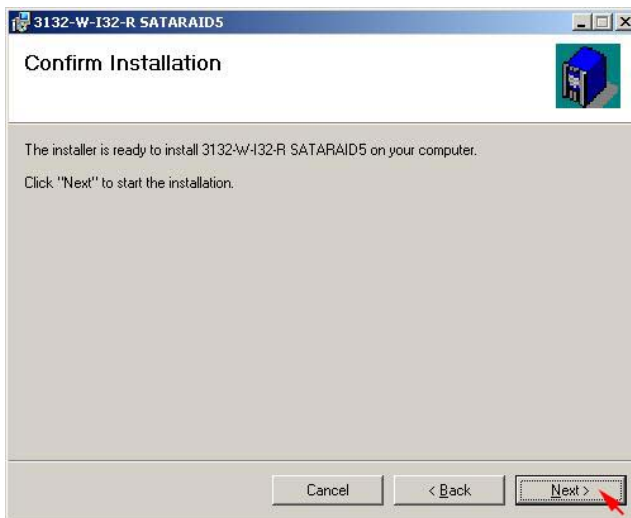 3132-W-I32-R SATARAID5
Confirm Installation
The installer is ready to install 3132-W-I32-R SATARAID5 on your computer.
Click "Next" to start the installation.
Cancel
< Back
Next >